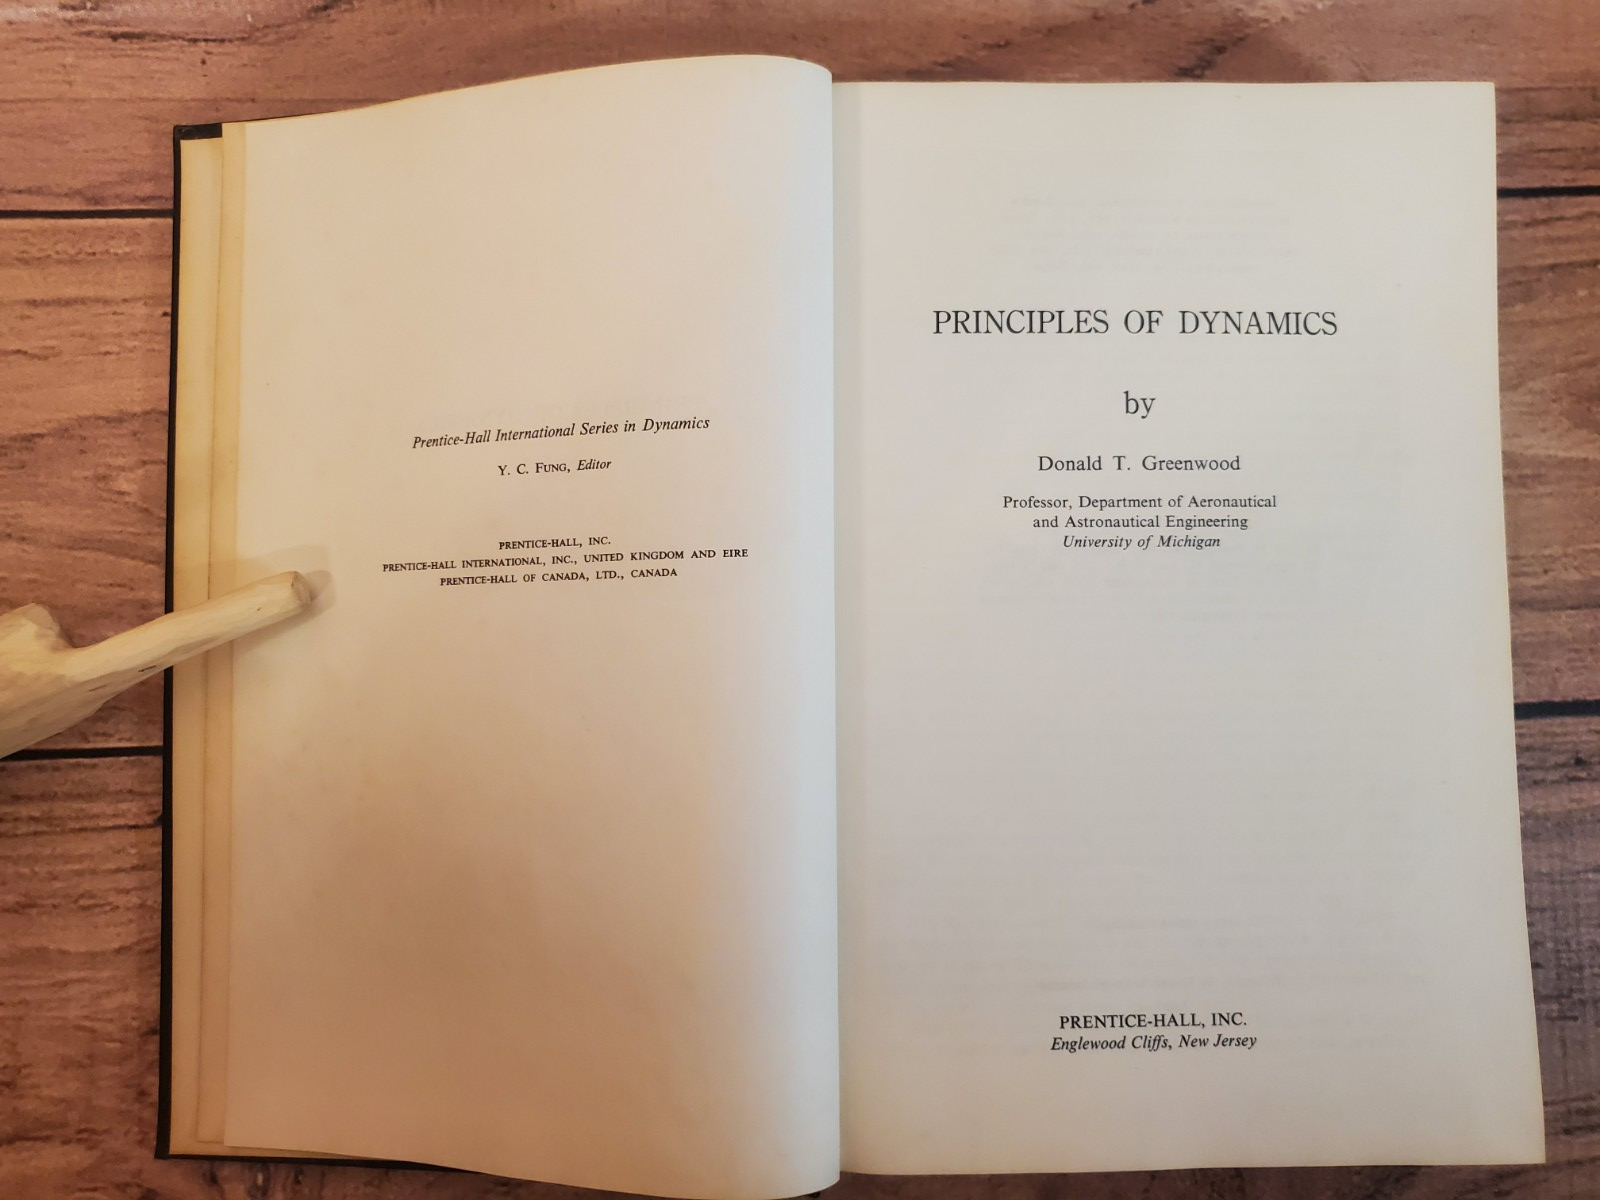 Prentice-Hall International Series in Dynamics
Y. C. FUNG, Editor
PRENTICE-HALL, INC.
PRENTICE-HALL INTERNATIONAL, INC., UNITED KINGDOM AND EIRE
PRENTICE-HALL OF CANADA, LTD., CANADA
PRINCIPLES OF DYNAMICS
by
Donald T. Greenwood
Professor, Department of Aeronautical
and Astronautical Engineering
University of Michigan
PRENTICE-HALL, INC.
Englewood Cliffs, New Jersey